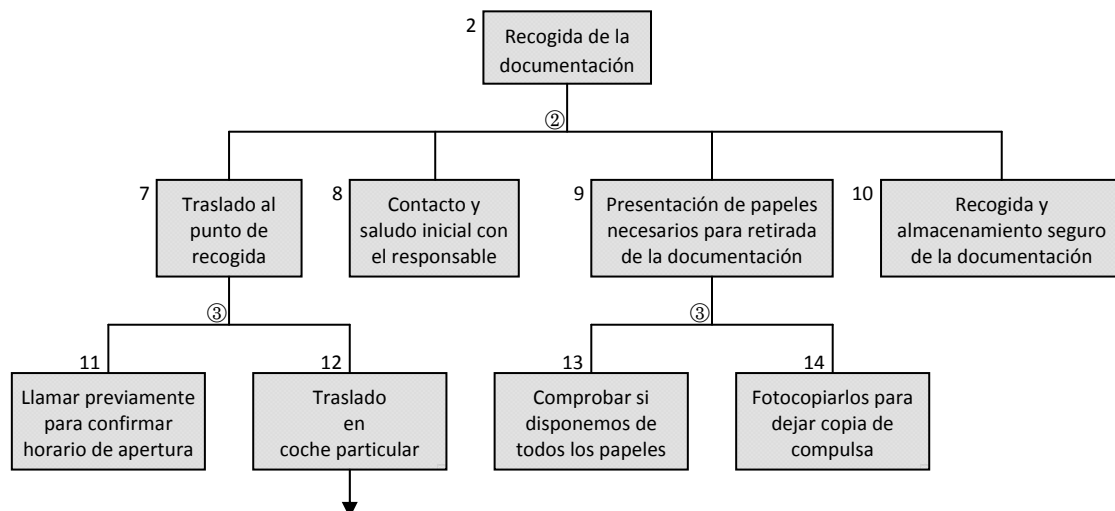 2
Recogida de la
documentación
②
7
Traslado al
punto de
recogida
8
Contacto y
saludo inicial con
el responsable
9
Presentación de papeles
necesarios para retirada
de la documentación
10
Recogida y
almacenamiento seguro
de la documentación
③
③
11
Llamar previamente
para confirmar
horario de apertura
12
Traslado
en
coche particular
13
Comprobar si
disponemos de
todos los papeles
14
Fotocopiarlos para
dejar copia de
compulsa